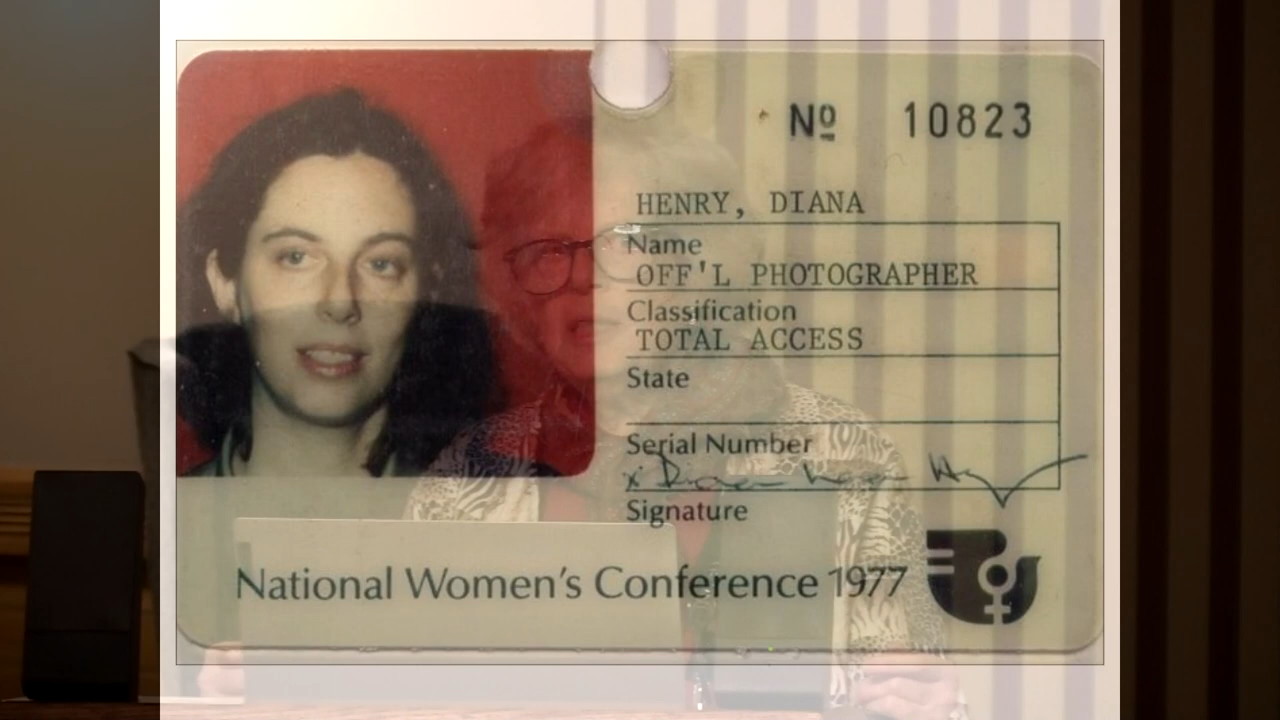 Nº 10823
HENRY, DIANA
Name
OFF'L PHOTOGRAPHER
Classification
TOTAL ACCESS
State
Serial Number
Signature
National Women's Conference 1977